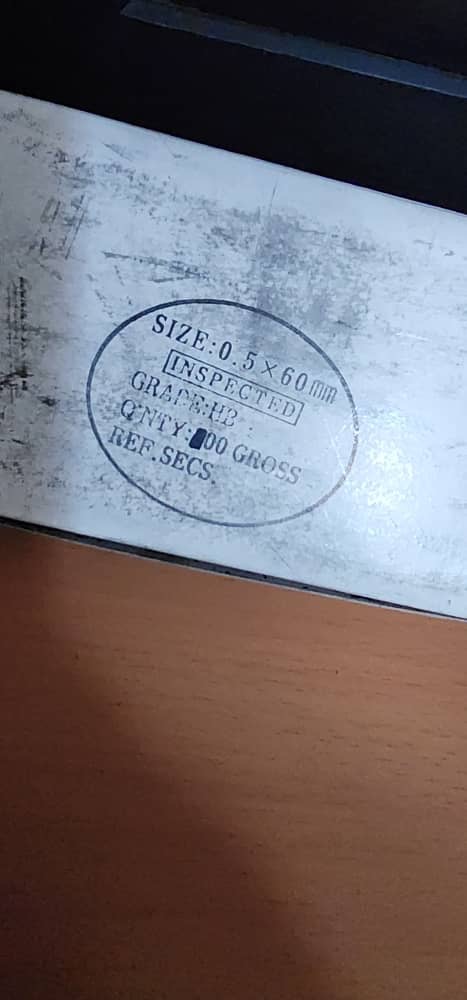 SIZE:0.5×60mm
INSPECTED
GRADE:HB
Q'NTY: 00 GROSS
REF.SECS.